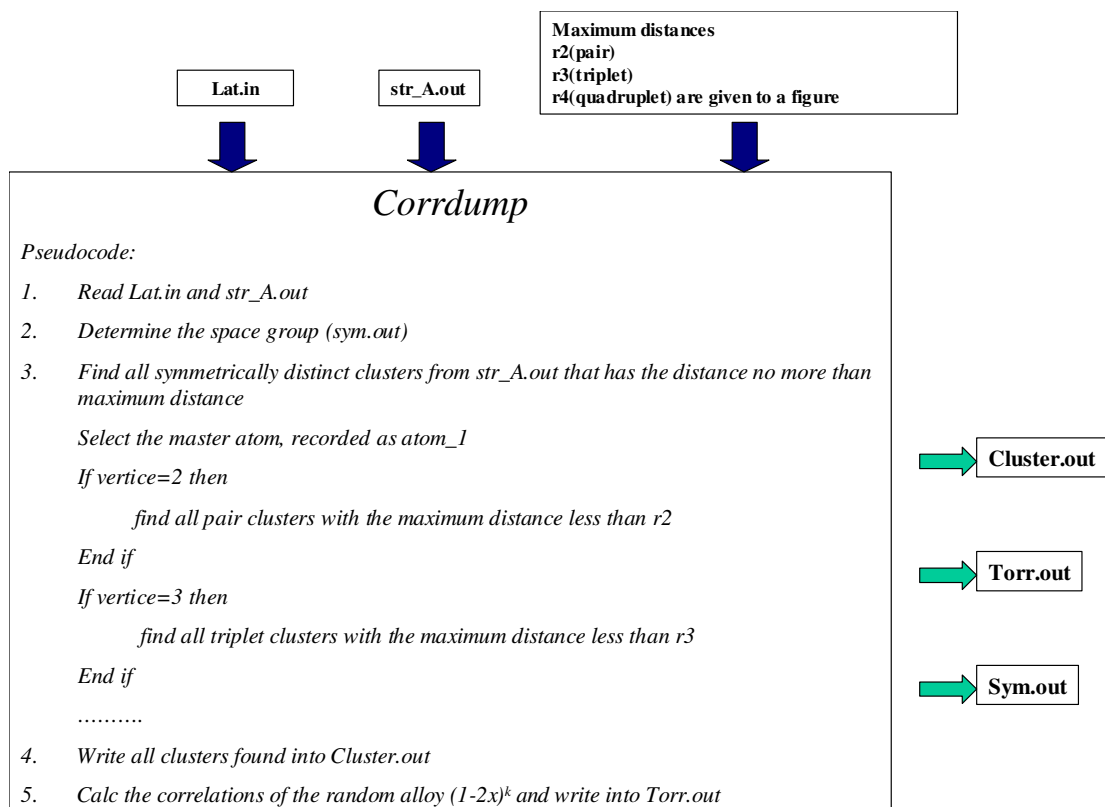 Maximum distances
r2(pair)
r3(triplet)
r4(quadruplet) are given to a figure
Lat.in
str_A.out
Corrdump
Pseudocode:
1. Read Lat.in and str_A.out
2. Determine the space group (sym.out)
3. Find all symmetrically distinct clusters from str_A.out that has the distance no more than
maximum distance
Select the master atom, recorded as atom_1
If vertice=2 then
find all pair clusters with the maximum distance less than r2
End if
If vertice=3 then
find all triplet clusters with the maximum distance less than r3
End if
……….
4. Write all clusters found into Cluster.out
5. Calc the correlations of the random alloy (1-2x)ᵏ and write into Torr.out
Cluster.out
Torr.out
Sym.out